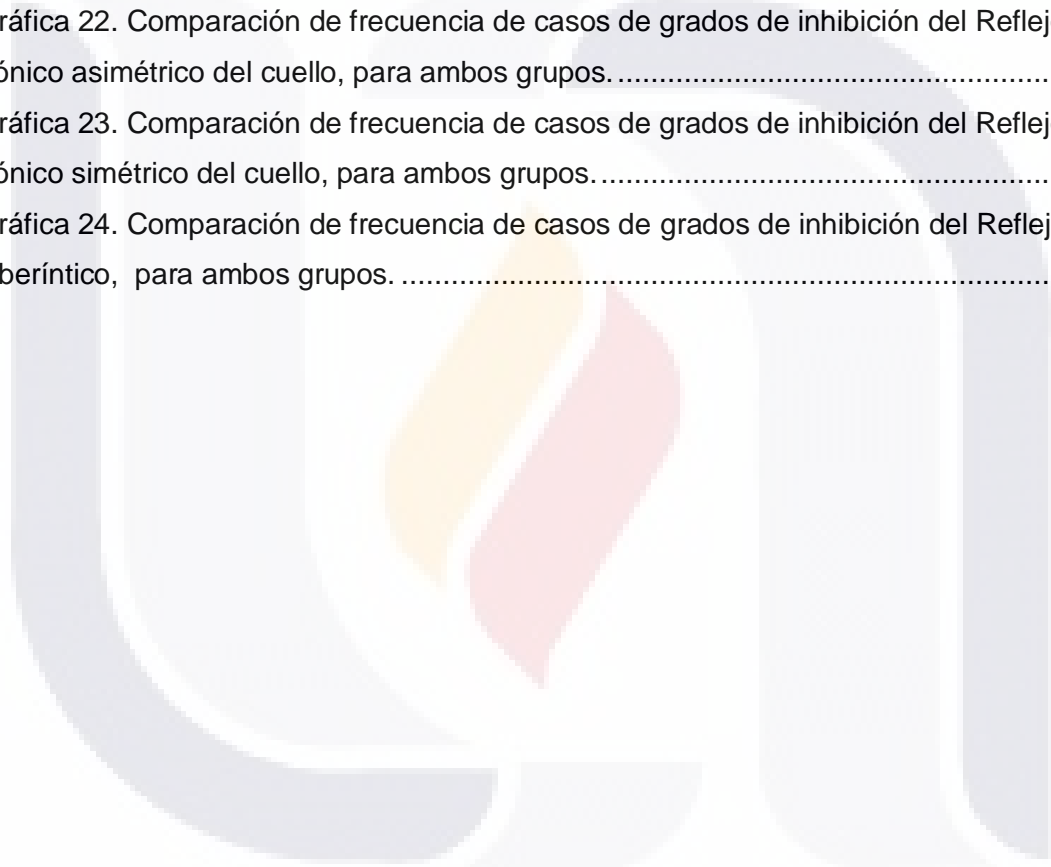 ráfica 22. Comparación de frecuencia de casos de grados de inhibición del Reflej
ónico asimétrico del cuello, para ambos grupos. ................................................
ráfica 23. Comparación de frecuencia de casos de grados de inhibición del Reflej
ónico simétrico del cuello, para ambos grupos. ..................................................
ráfica 24. Comparación de frecuencia de casos de grados de inhibición del Reflej
beríntico,  para ambos grupos. ......................................................................